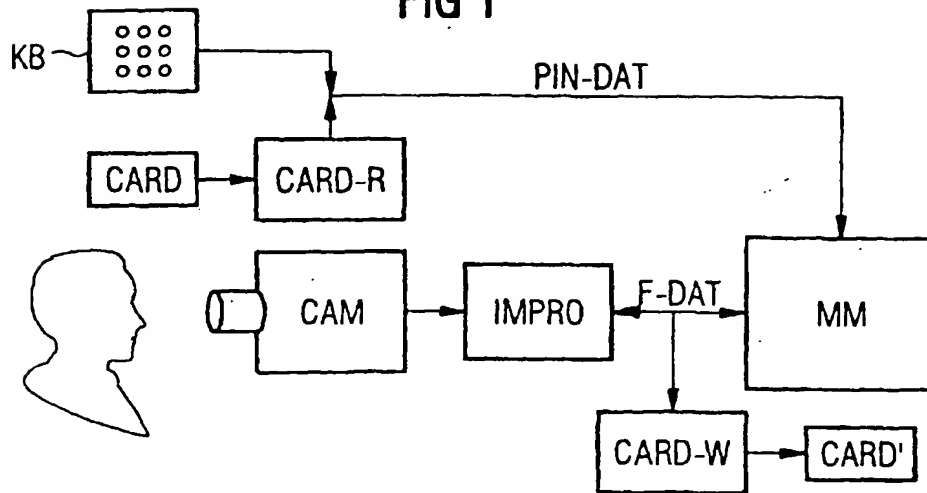 FIG 1
KB
PIN-DAT
CARD
CARD-R
CAM
IMPRO
F-DAT
MM
CARD-W
CARD'